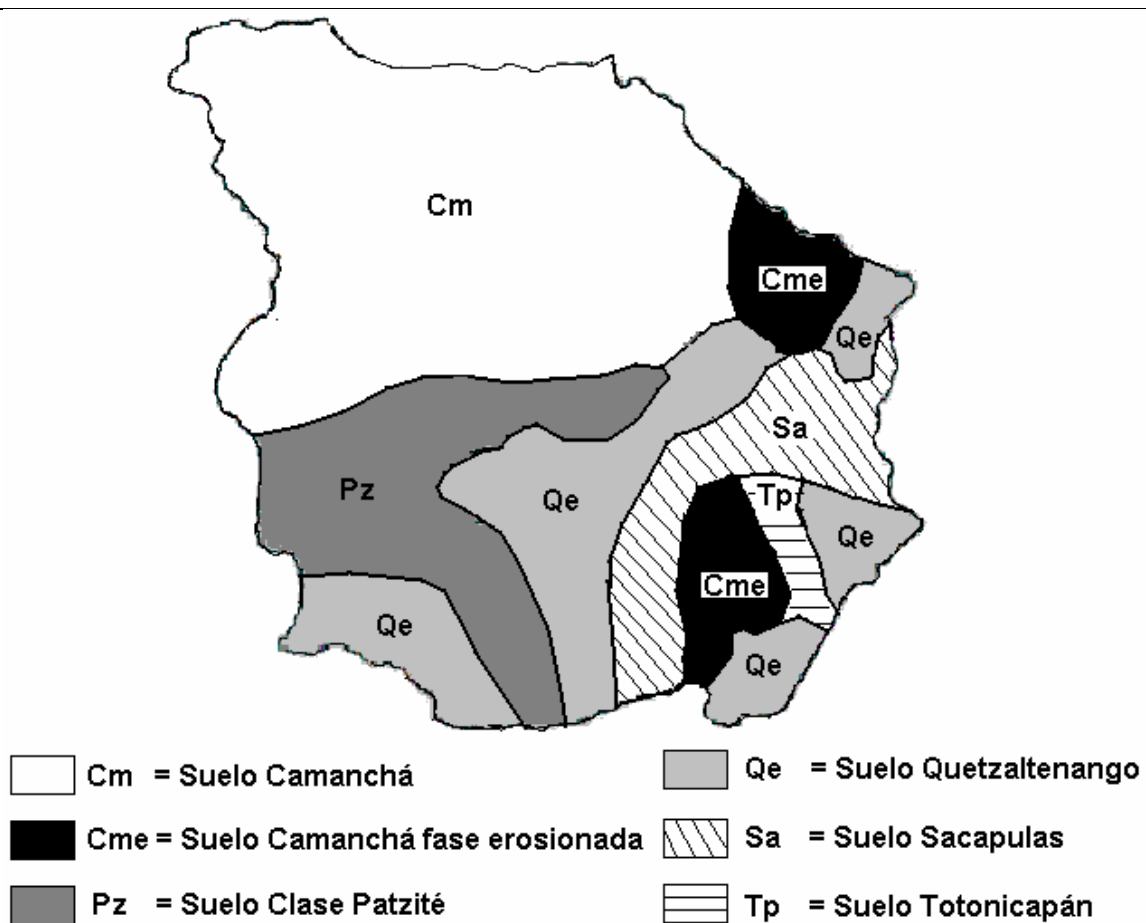 Cm
Cme
Qe
Sa
Pz
Qe
Tp
Qe
Cme
Qe
Qe
Cm = Suelo Camanchá
Qe = Suelo Quetzaltenango
Cme = Suelo Camanchá fase erosionada
Sa = Suelo Sacapulas
Pz = Suelo Clase Patzité
Tp = Suelo Totonicapán